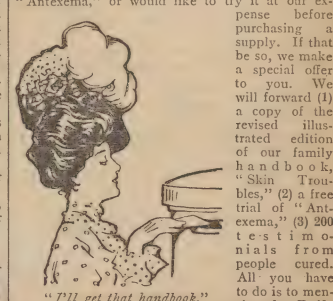 "Antexema," or would like to try it at our ex-
pense before
purchasing a
supply. If that
be so, we make
a special offer
to you. We
will forward (1)
a copy of the
revised illus-
trated edition
of our family
handbook,
"Skin Trou-
bles," (2) a free
trial of "Ant-
exema," (3) 200
testimo-
nials from
people cured.
All you have
to do is to men-
"I'll get that handbook."